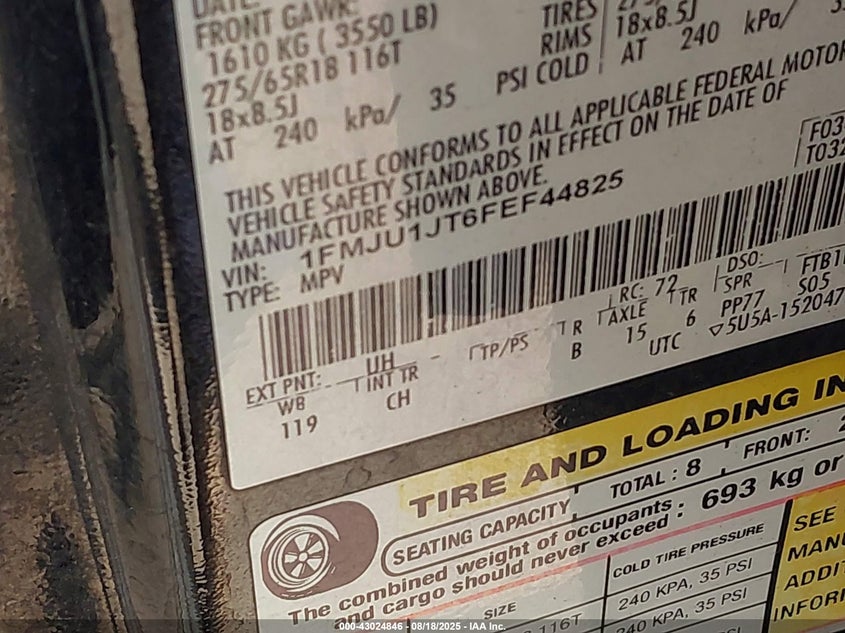 DATE:
FRONT GAWR:
1610 KG ( 3550 LB)
275/65R18 116T
18x8.5J
AT 240 kPa/ 35 PSI COLD
TIRES
RIMS 18x8.5J
AT 240 kPa/
THIS VEHICLE CONFORMS TO ALL APPLICABLE FEDERAL MOTOR
VEHICLE SAFETY STANDARDS IN EFFECT ON THE DATE OF
MANUFACTURE SHOWN ABOVE.
VIN: 1FMJU1JT6FEF44825
TYPE: MPV
EXT PNT: UH RC: 72 DSO:
WB INT TR TP/PS R AXLE TR SPR
119 CH B 15 6 PP77 S05
UTC ▽5U5A-152047
TIRE AND LOADING IN
SEATING CAPACITY TOTAL : 8 FRONT:
The combined weight of occupants
and cargo should never exceed : 693 kg or
SIZE COLD TIRE PRESSURE
116T 240 KPA, 35 PSI
240 KPA, 35 PSI
35 PSI
SEE
MANU
ADDIT
INFORM
000-43024846 - 08/18/2025 - IAA Inc.